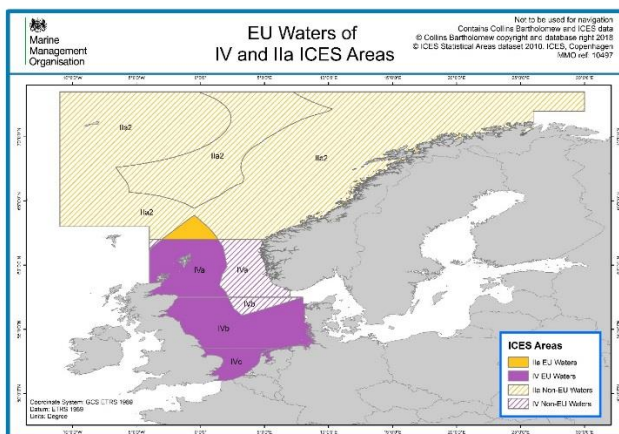 Marine
Management
Organisation
EU Waters of
IV and IIa ICES Areas
Not to be used for navigation
Contains Collins Bartholomew and ICES data
© Collins Bartholomew copyright and database right 2018
© ICES Statistical Areas dataset 2010. ICES, Copenhagen
MMO ref: 10497
IIa2
IIa2
IIa2
IIa2
IVa
IVa
IVb
IVb
IVc
ICES Areas
IIa EU Waters
IV EU Waters
IIa Non-EU Waters
IV Non-EU Waters
Coordinate System: GCS ETRS 1989
Datum: ETRS 1989
Units: Degree